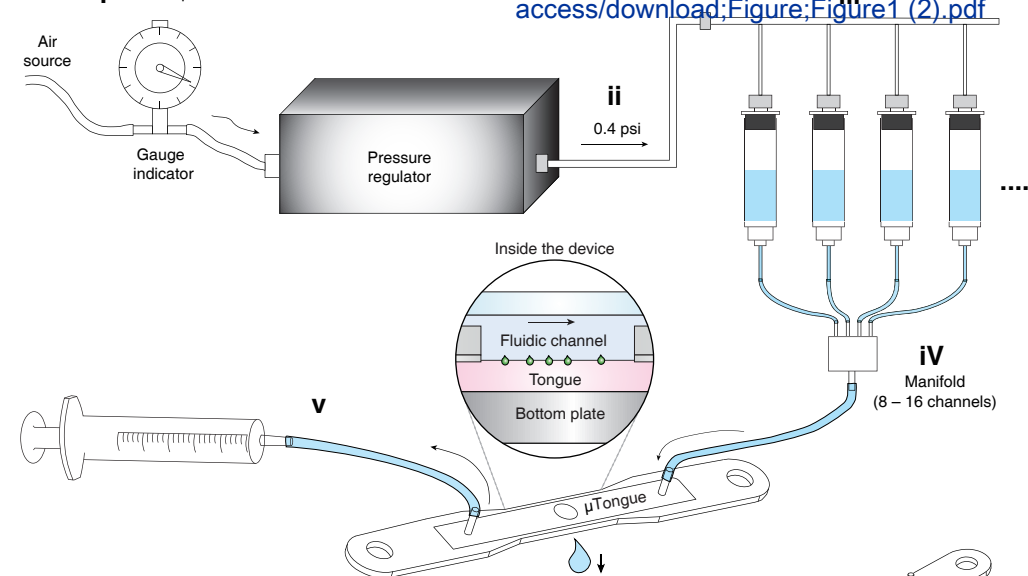 access/download;Figure;Figure1 (2).pdf
Air
source
Gauge
indicator
Pressure
regulator
ii
0.4 psi
....
Inside the device
Fluidic channel
Tongue
Bottom plate
iV
Manifold
(8 – 16 channels)
v
µTongue